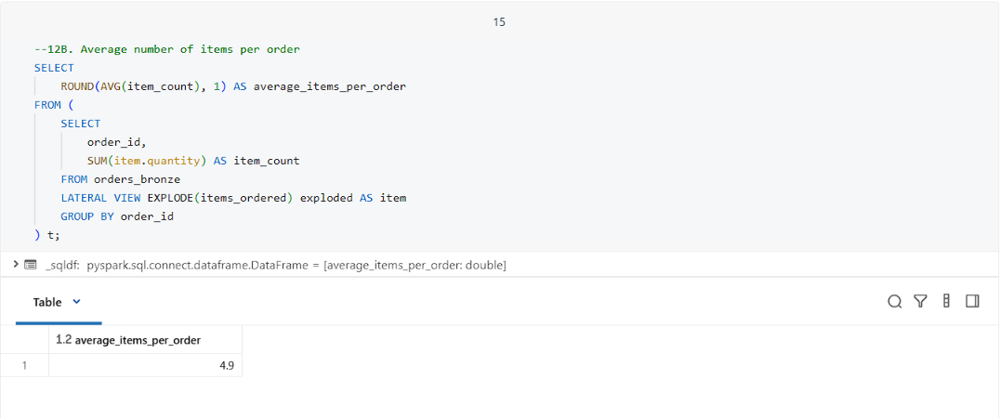 15
--12B. Average number of items per order
SELECT
ROUND(AVG(item_count), 1) AS average_items_per_order
FROM (
SELECT
order_id,
SUM(item.quantity) AS item_count
FROM orders_bronze
LATERAL VIEW EXPLODE(items_ordered) exploded AS item
GROUP BY order_id
) t;
_sqldf: pyspark.sql.connect.dataframe.DataFrame = [average_items_per_order: double]
Table
1.2 average_items_per_order
1 4.9